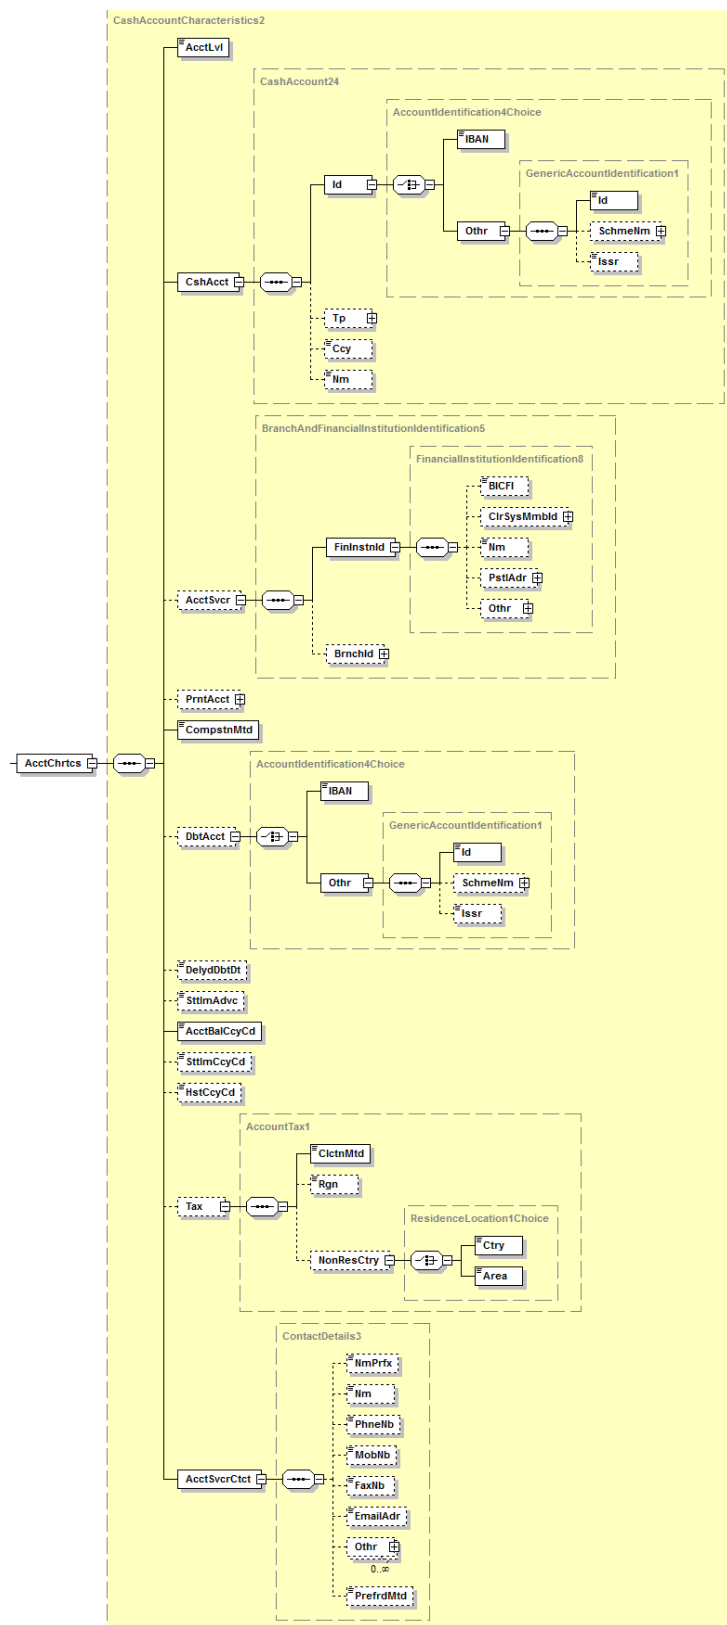 CashAccountCharacteristics2
AcctLvl
CashAccount24
AccountIdentification4Choice
IBAN
GenericAccountIdentification1
Id
Id
Othr
SchmeNm
Issr
CshAcct
Tp
Ccy
Nm
BranchAndFinancialInstitutionIdentification5
FinancialInstitutionIdentification8
BICFI
ClrSysMmbId
FinInstnId
Nm
PstlAdr
AcctSvcr
Othr
BrnchId
PrntAcct
CompstnMtd
AcctChrtcs
AccountIdentification4Choice
IBAN
GenericAccountIdentification1
DbtAcct
Id
Othr
SchmeNm
Issr
DelydDbtDt
SttlmAdvc
AcctBalCcyCd
SttlmCcyCd
HstCcyCd
AccountTax1
ClctnMtd
Rgn
Tax
ResidenceLocation1Choice
Ctry
NonResCtry
Area
ContactDetails3
NmPrfx
Nm
PhneNb
MobNb
AcctSvcrCtct
FaxNb
EmailAdr
Othr
0..∞
PrefrdMtd